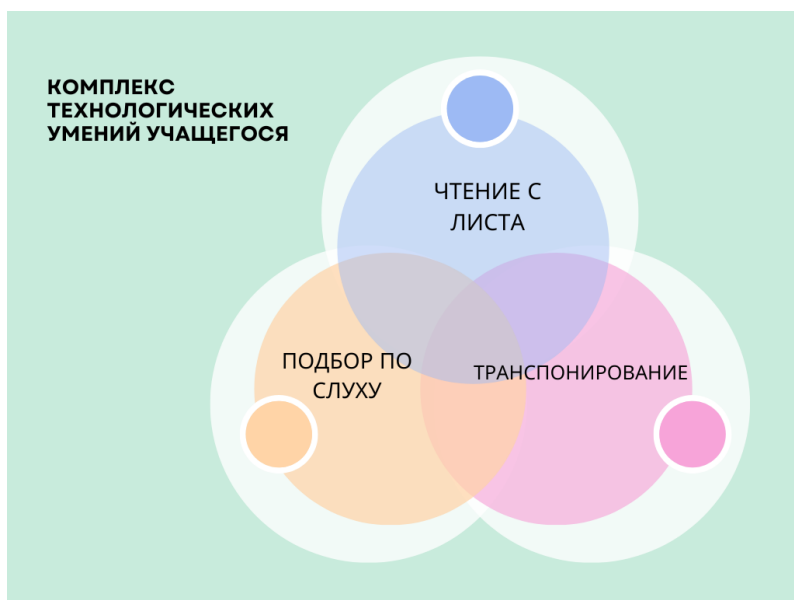 КОМПЛЕКС
ТЕХНОЛОГИЧЕСКИХ
УМЕНИЙ УЧАЩЕГОСЯ
ЧТЕНИЕ С
ЛИСТА
ПОДБОР ПО
СЛУХУ
ТРАНСПОНИРОВАНИЕ